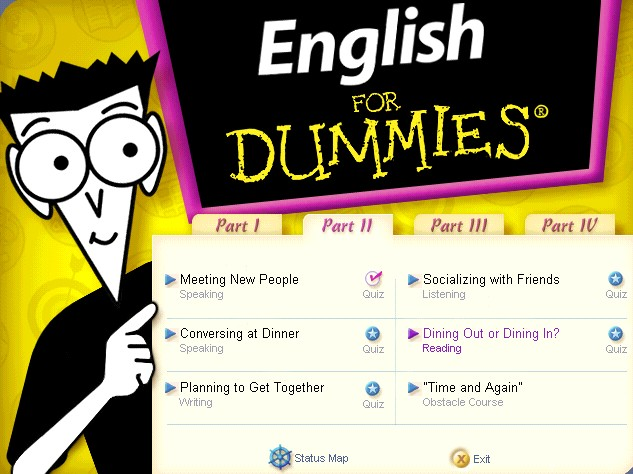 English
FOR
DUMMIES®
Part I Part II Part III Part IV
Meeting New People
Speaking
Quiz
Socializing with Friends
Listening
Quiz
Conversing at Dinner
Speaking
Quiz
Dining Out or Dining In?
Reading
Quiz
Planning to Get Together
Writing
Quiz
"Time and Again"
Obstacle Course
Status Map
Exit